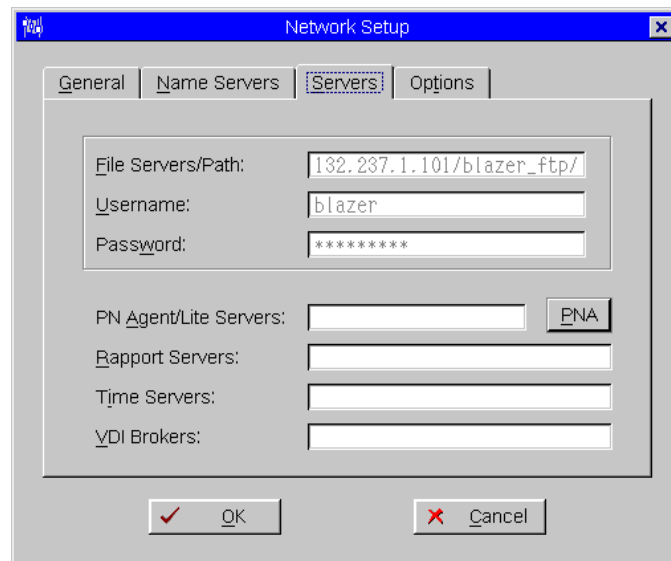 Network Setup
General Name Servers Servers Options
File Servers/Path: 132.237.1.101/blazer_ftp/
Username: blazer
Password: *********
PN Agent/Lite Servers: PNA
Rapport Servers:
Time Servers:
VDI Brokers:
OK Cancel